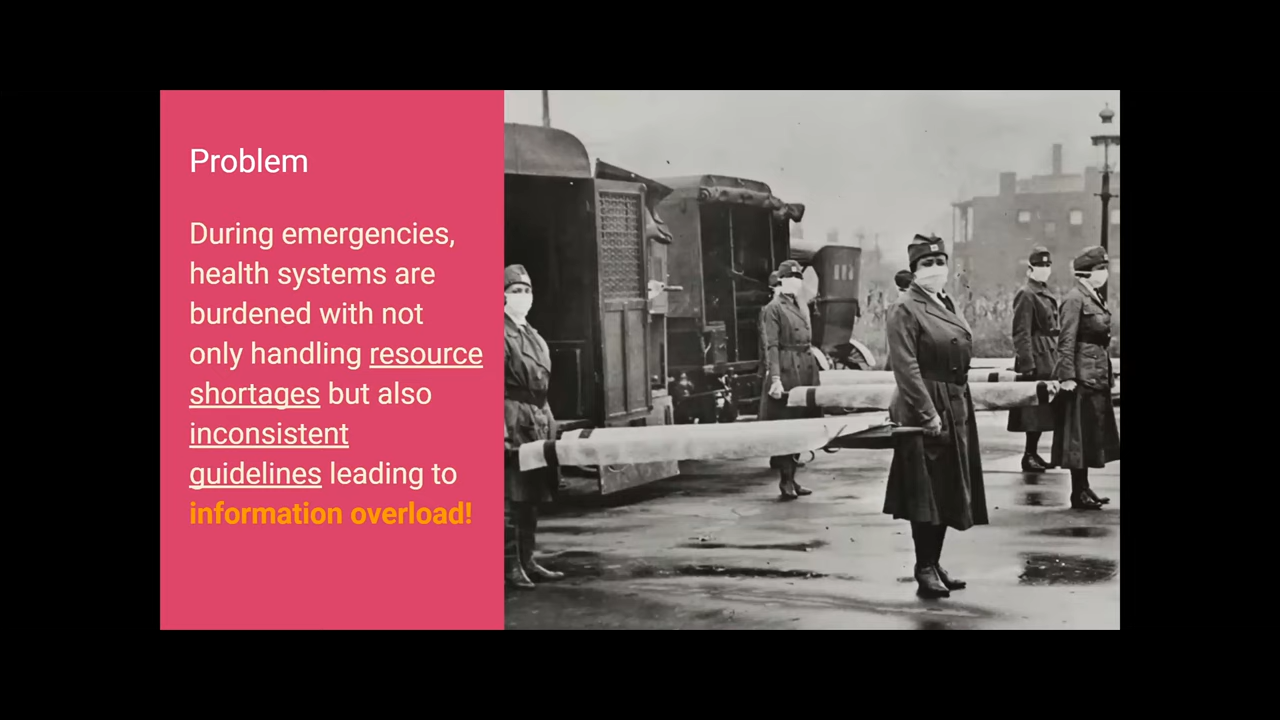 Problem
During emergencies,
health systems are
burdened with not
only handling resource
shortages but also
inconsistent
guidelines leading to
information overload!